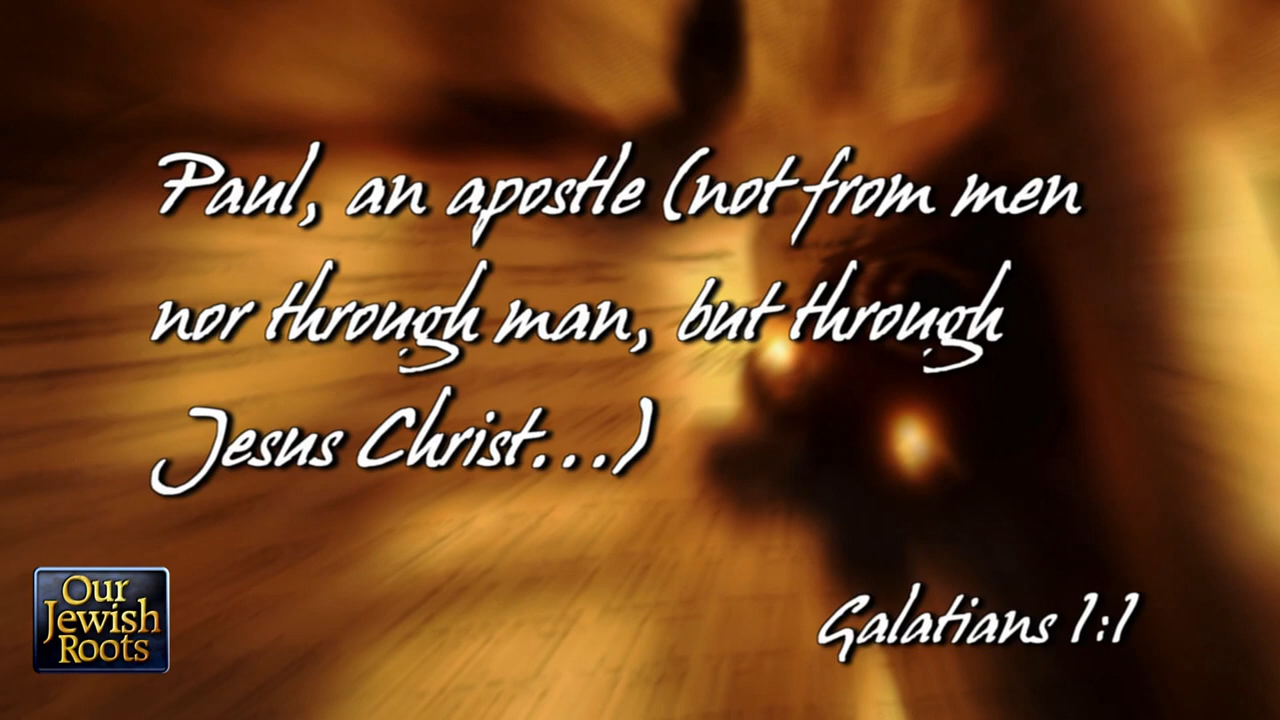 Paul, an apostle (not from men
nor through man, but through
Jesus Christ...)
Galatians 1:1
Our
Jewish
Roots